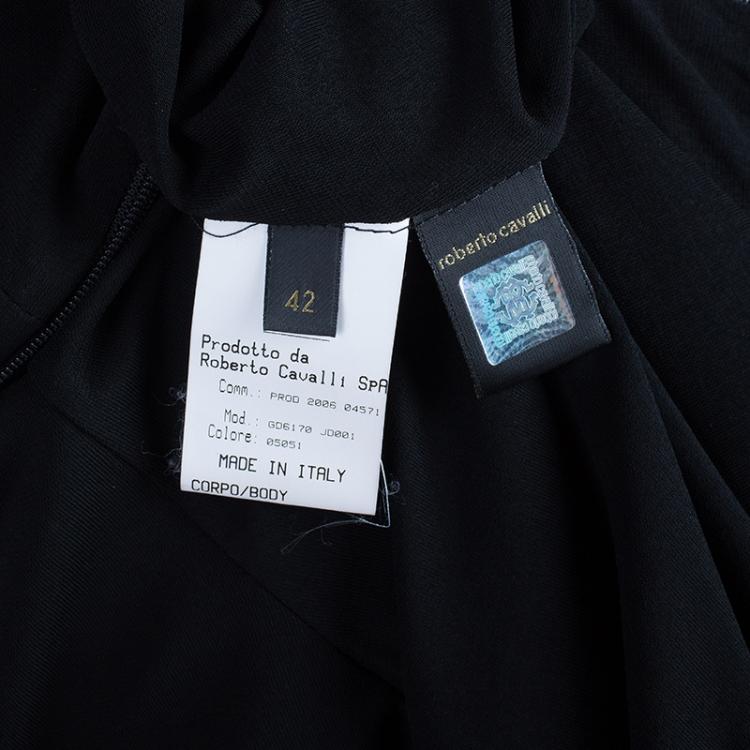 42
Prodotto da
Roberto Cavalli SpA
Comm.: PROD 2006 04571
Mod.: GD6170 JD001
Colore: 05051
MADE IN ITALY
CORPO/BODY
roberto cavalli